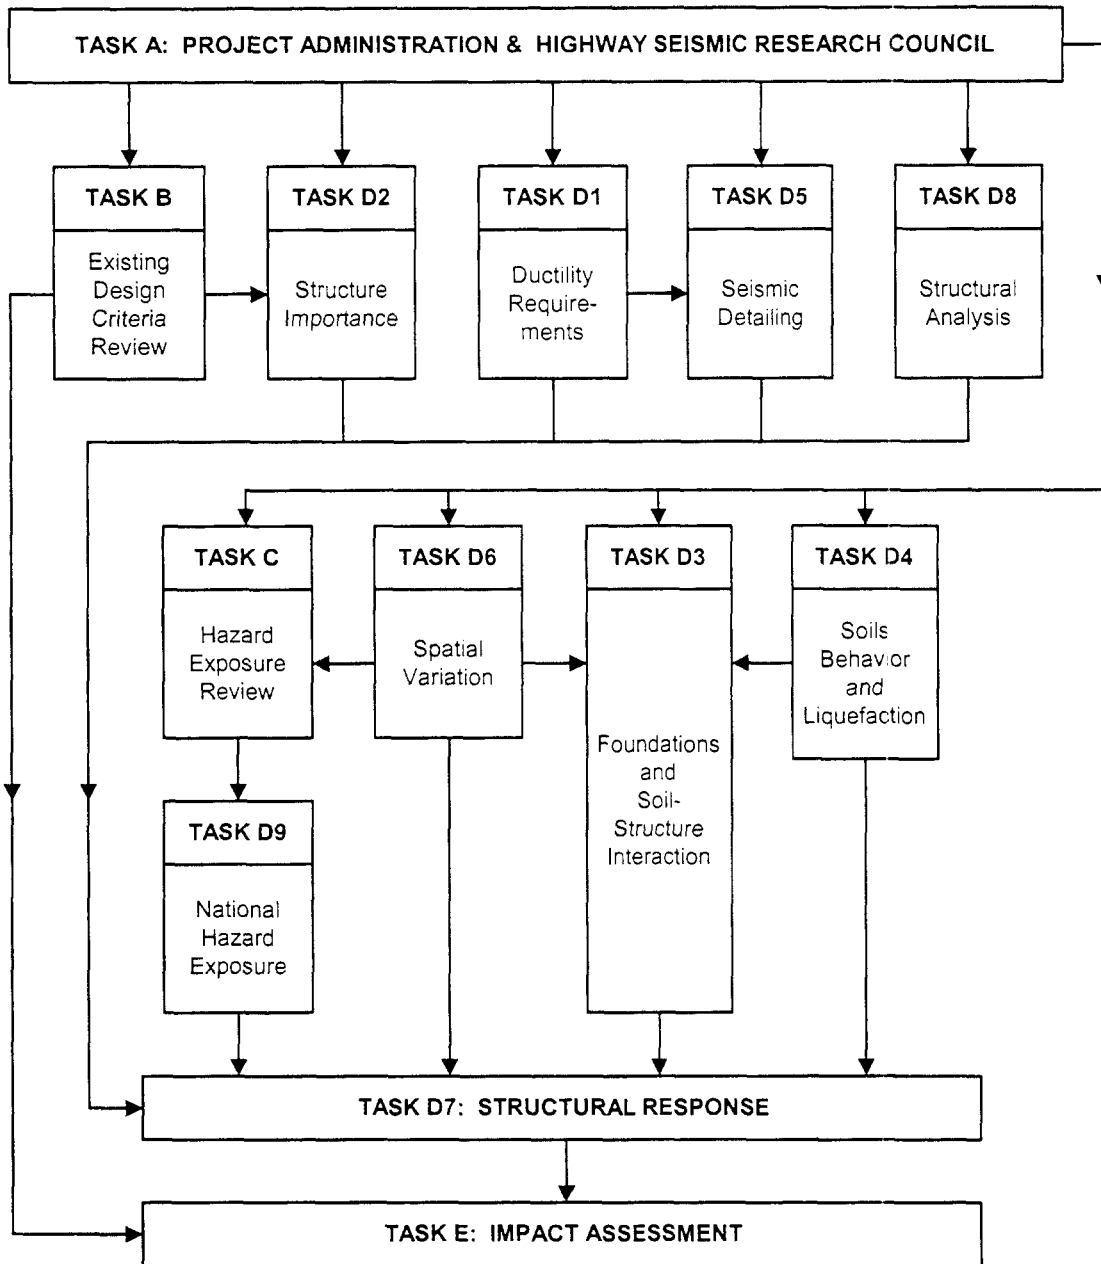 TASK A: PROJECT ADMINISTRATION & HIGHWAY SEISMIC RESEARCH COUNCIL
TASK B
Existing
Design
Criteria
Review
TASK D2
Structure
Importance
TASK D1
Ductility
Require-
ments
TASK D5
Seismic
Detailing
TASK D8
Structural
Analysis
TASK C
Hazard
Exposure
Review
TASK D6
Spatial
Variation
TASK D3
Foundations
and
Soil-
Structure
Interaction
TASK D4
Soils
Behavior
and
Liquefaction
TASK D9
National
Hazard
Exposure
TASK D7: STRUCTURAL RESPONSE
TASK E: IMPACT ASSESSMENT